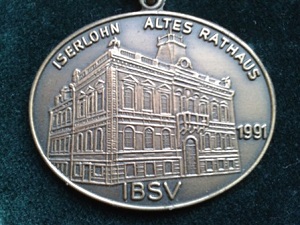 ISERLOHN ALTES RATHAUS
1991
IBSV